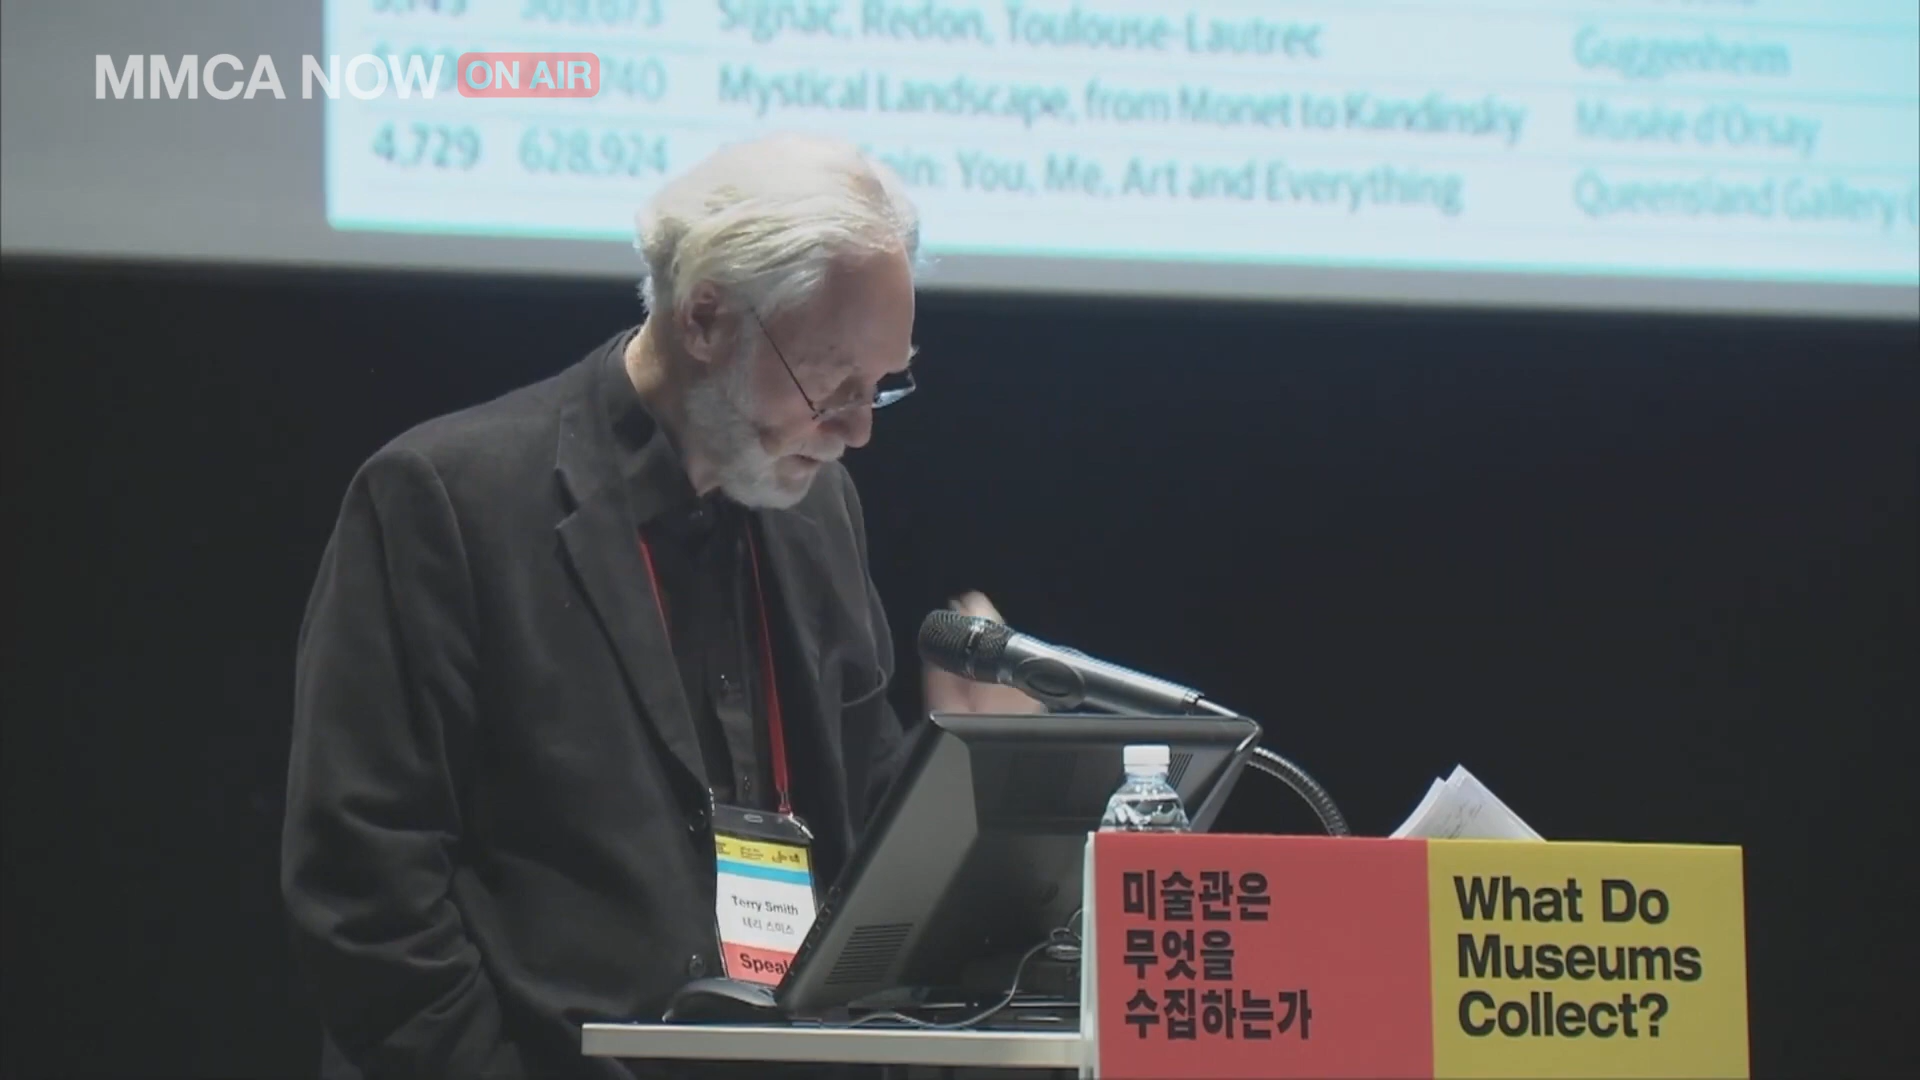 MMCA NOW ON AIR
Signac, Redon, Toulouse-Lautrec
Guggenheim
Mystical Landscape, from Monet to Kandinsky
Musée d'Orsay
4,729 628,924
You, Me, Art and Everything
Queensland Gallery
Terry Smith
테리 스미스
미술관은
무엇을
수집하는가
What Do
Museums
Collect?